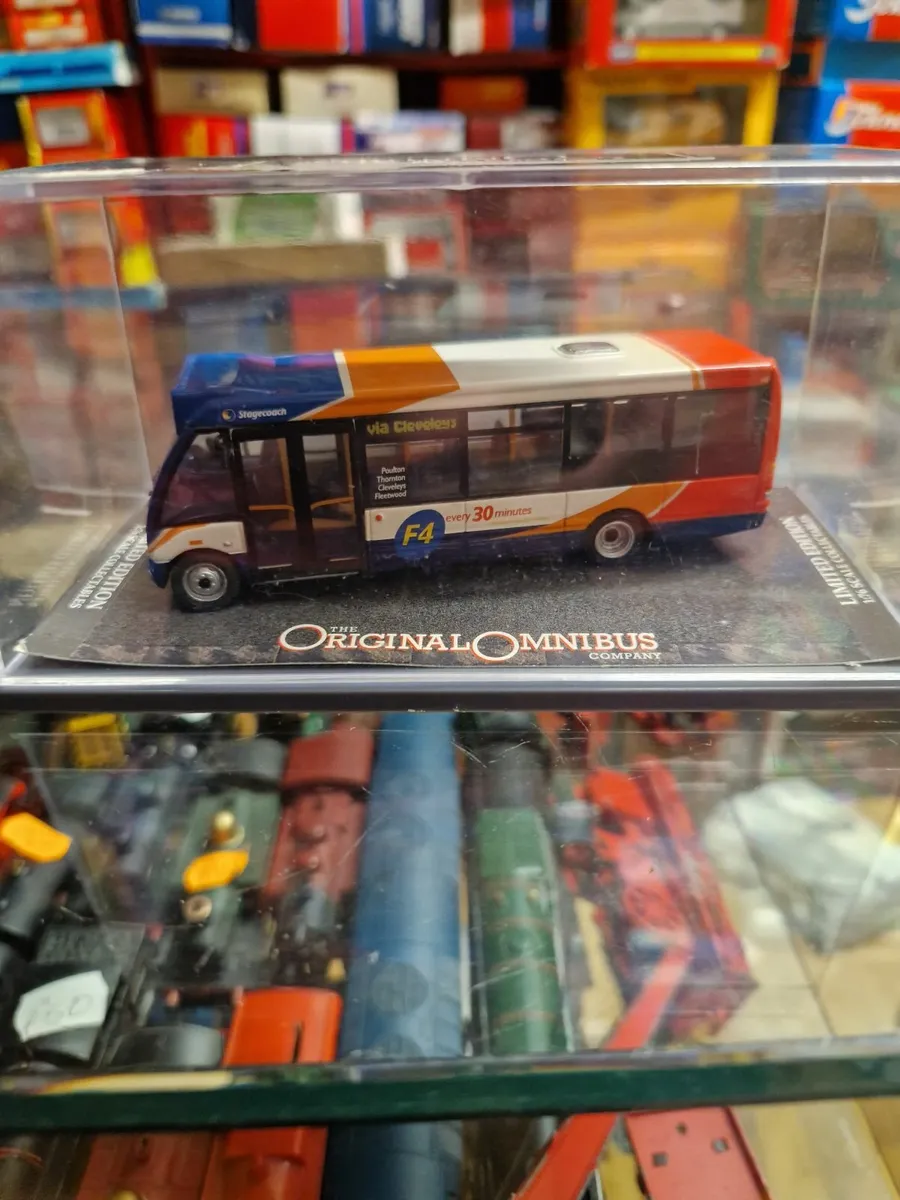 Stagecoach
via Cleveleys
Poulton
Thornton
Cleveleys
Fleetwood
F4 every 30 minutes
THE
ORIGINAL OMNIBUS
COMPANY
LIMITED EDITION